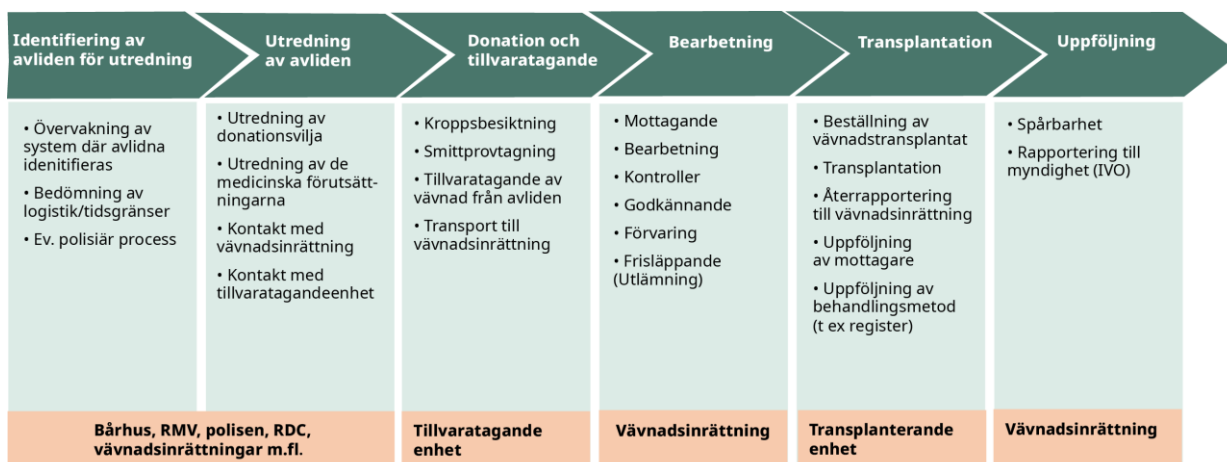 Identifiering av
avliden för utredning
Utredning
av avliden
Donation och
tillvaratagande
Bearbetning
Transplantation
Uppföljning
• Övervakning av
system där avlidna
idenitifieras
• Bedömning av
logistik/tidsgränser
• Ev. polisiär process
• Utredning av
donationsvilja
• Utredning av de
medicinska förutsätt-
ningarna
• Kontakt med
vävnadsinrättning
• Kontakt med
tillvaratagandeenhet
• Kroppsbesiktning
• Smittprovtagning
• Tillvaratagande av
vävnad från avliden
• Transport till
vävnadsinrättning
• Mottagande
• Bearbetning
• Kontroller
• Godkännande
• Förvaring
• Frisläppande
(Utlämning)
• Beställning av
vävnadstransplantat
• Transplantation
• Återrapportering
till vävnadsinrättning
• Uppföljning
av mottagare
• Uppföljning av
behandlingsmetod
(t ex register)
• Spårbarhet
• Rapportering till
myndighet (IVO)
Bårhus, RMV, polisen, RDC,
vävnadsinrättningar m.fl.
Tillvaratagande
enhet
Vävnadsinrättning
Transplanterande
enhet
Vävnadsinrättning